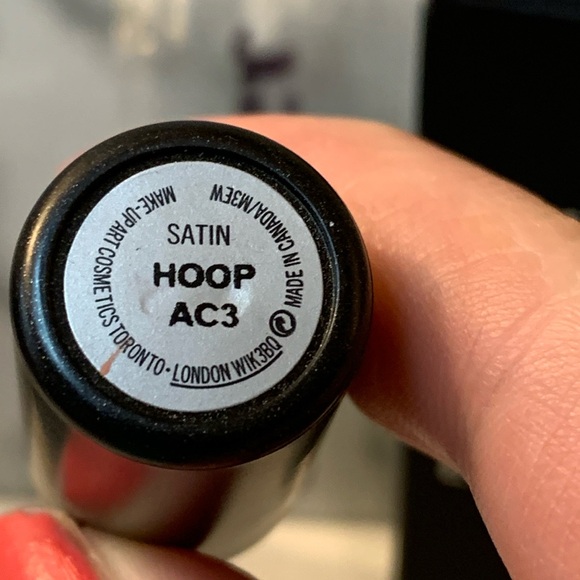 SATIN
HOOP
AC3
MAKE-UP ART COSMETICS TORONTO · LONDON W1K3BQ
MADE IN CANADA/M3EW